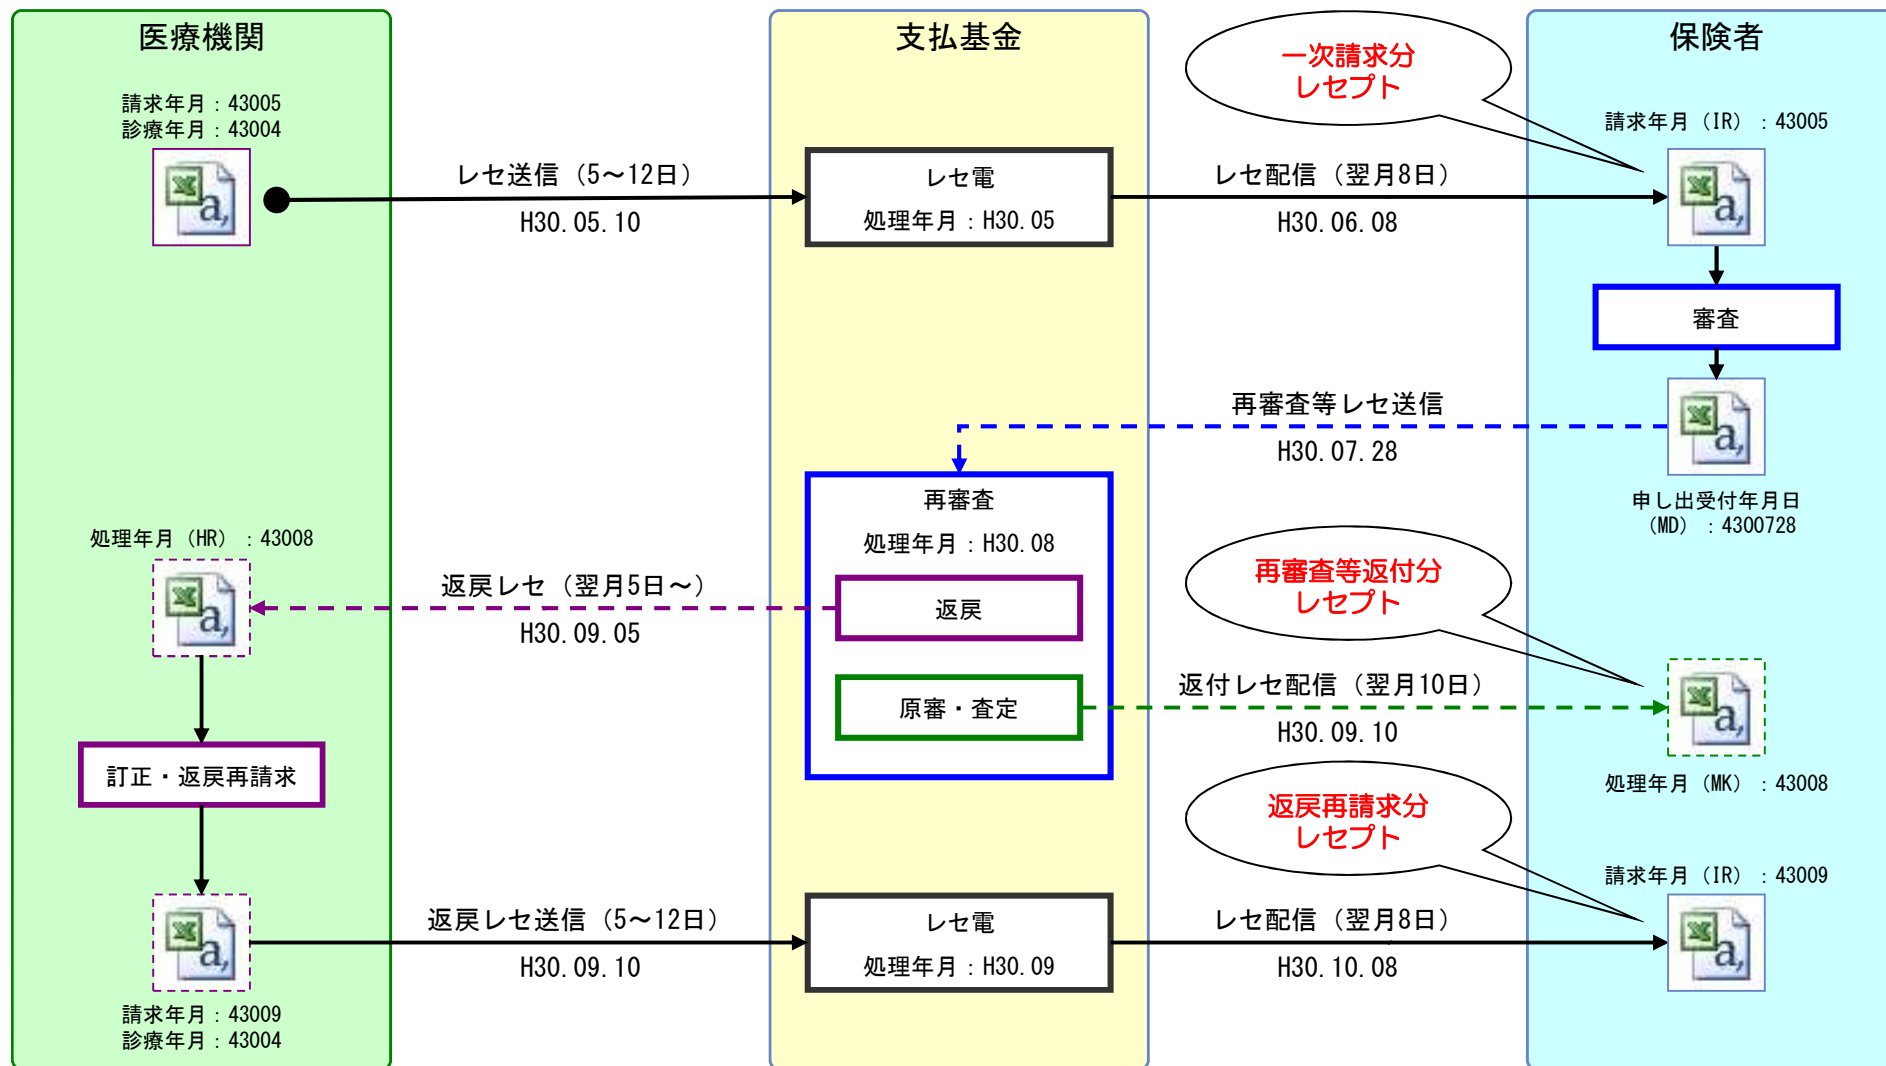 医療機関
支払基金
保険者
一次請求分
レセプト
請求年月：43005
診療年月：43004
請求年月（IR）：43005
レセ送信（5～12日）
H30.05.10
レセ電
処理年月：H30.05
レセ配信（翌月8日）
H30.06.08
審査
再審査等レセ送信
H30.07.28
申し出受付年月日
（MD）：4300728
再審査
処理年月：H30.08
処理年月（HR）：43008
返戻レセ（翌月5日～）
H30.09.05
返戻
再審査等返付分
レセプト
原審・査定
返付レセ配信（翌月10日）
H30.09.10
処理年月（MK）：43008
訂正・返戻再請求
返戻再請求分
レセプト
請求年月（IR）：43009
返戻レセ送信（5～12日）
H30.09.10
レセ電
処理年月：H30.09
レセ配信（翌月8日）
H30.10.08
請求年月：43009
診療年月：43004